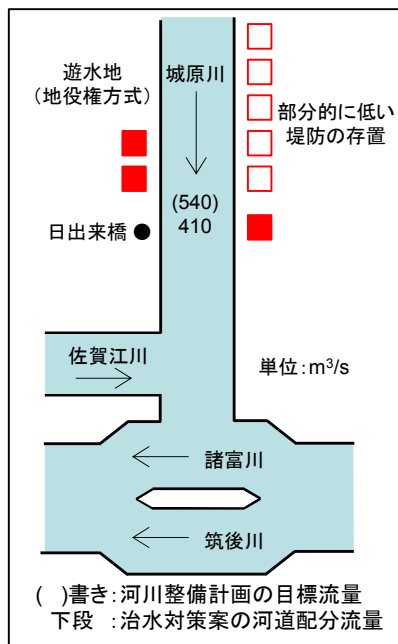 遊水地
(地役権方式)
城原川
部分的に低い
堤防の存置
(540)
410
日出来橋
佐賀江川
単位:m³/s
諸富川
筑後川
( )書き:河川整備計画の目標流量
下段 :治水対策案の河道配分流量